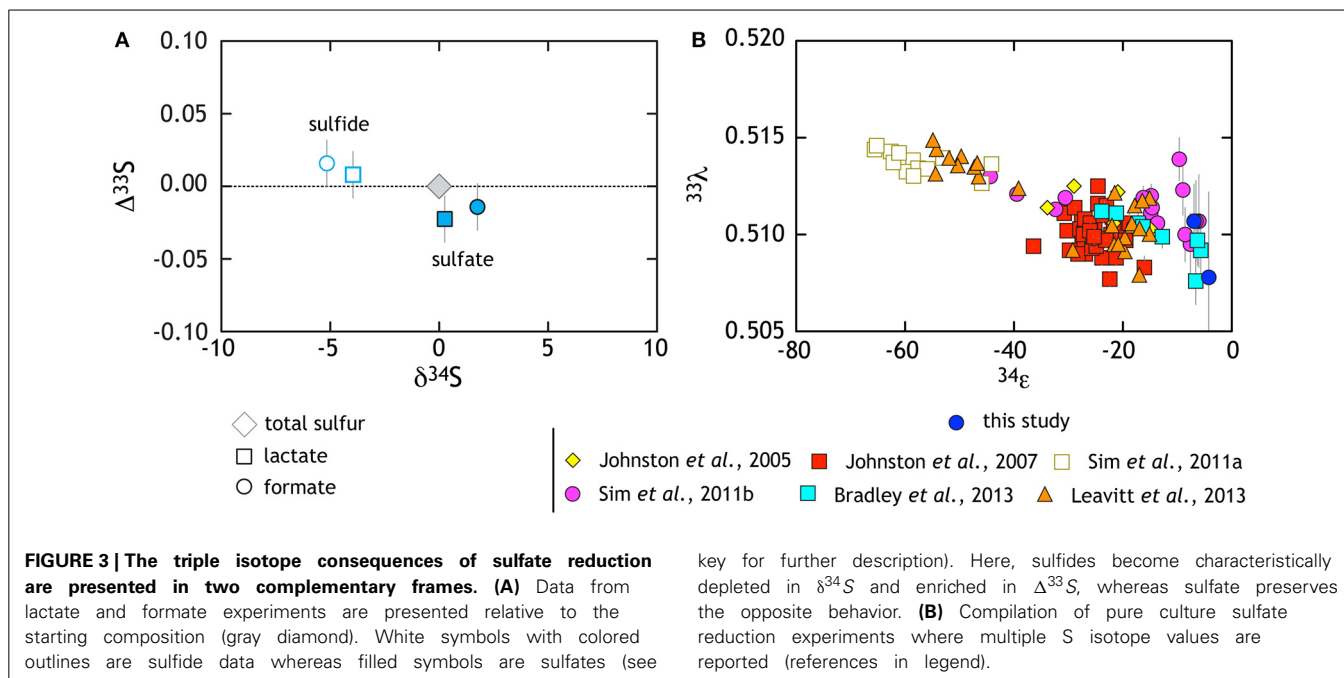 A
0.10
0.05
0.00
-0.05
-0.10
Δ33S
sulfide
sulfate
-10
-5
0
5
10
δ34S
B
0.520
0.515
0.510
0.505
33λ
-80
-60
-40
-20
0
34ε
total sulfur
lactate
formate
this study
Johnston et al., 2005
Johnston et al., 2007
Sim et al., 2011a
Sim et al., 2011b
Bradley et al., 2013
Leavitt et al., 2013
FIGURE 3 | The triple isotope consequences of sulfate reduction
are presented in two complementary frames. (A) Data from
lactate and formate experiments are presented relative to the
starting composition (gray diamond). White symbols with colored
outlines are sulfide data whereas filled symbols are sulfates (see
key for further description). Here, sulfides become characteristically
depleted in δ34S and enriched in Δ33S, whereas sulfate preserves
the opposite behavior. (B) Compilation of pure culture sulfate
reduction experiments where multiple S isotope values are
reported (references in legend).